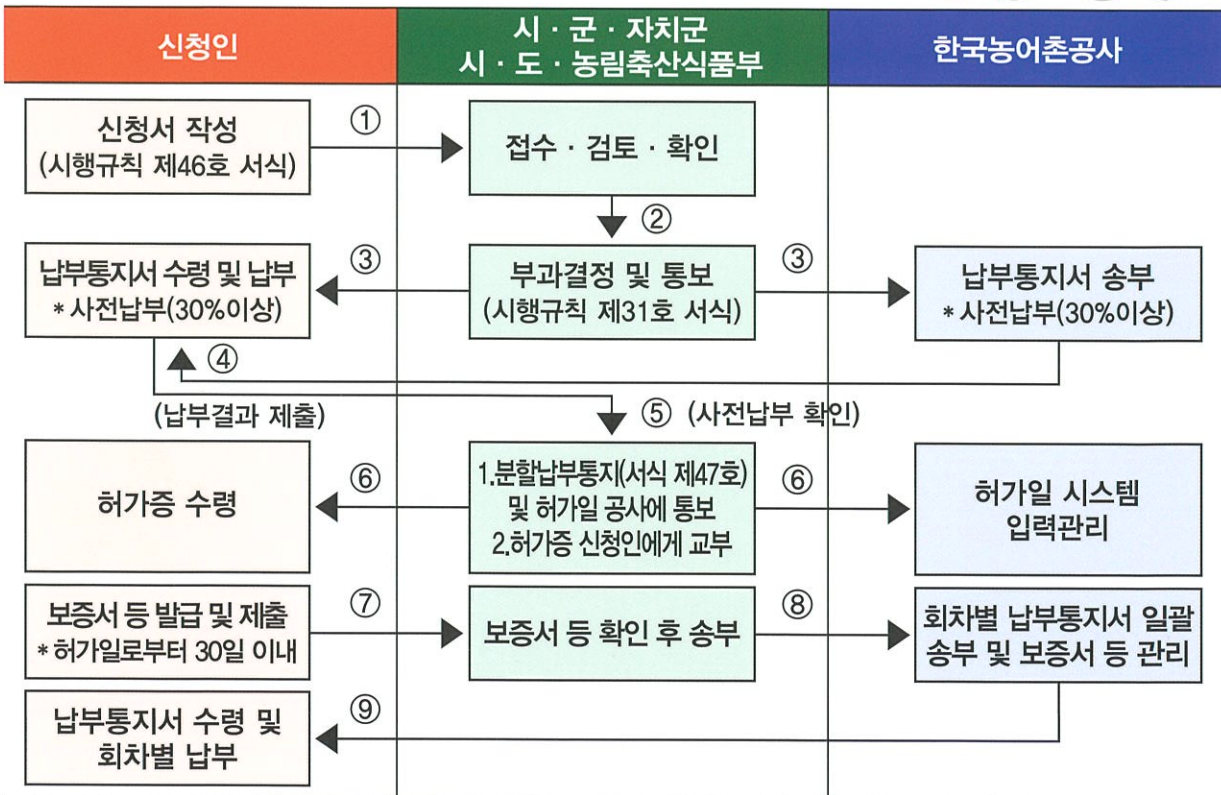 신청인
시 · 군 · 자치군
시 · 도 · 농림축산식품부
한국농어촌공사
신청서 작성
(시행규칙 제46호 서식)
①
접수 · 검토 · 확인
②
납부통지서 수령 및 납부
* 사전납부(30%이상)
③
부과결정 및 통보
(시행규칙 제31호 서식)
③
납부통지서 송부
* 사전납부(30%이상)
④
(납부결과 제출)
⑤ (사전납부 확인)
허가증 수령
⑥
1.분할납부통지(서식 제47호)
및 허가일 공사에 통보
2.허가증 신청인에게 교부
⑥
허가일 시스템
입력관리
보증서 등 발급 및 제출
* 허가일로부터 30일 이내
⑦
보증서 등 확인 후 송부
⑧
회차별 납부통지서 일괄
송부 및 보증서 등 관리
납부통지서 수령 및
회차별 납부
⑨